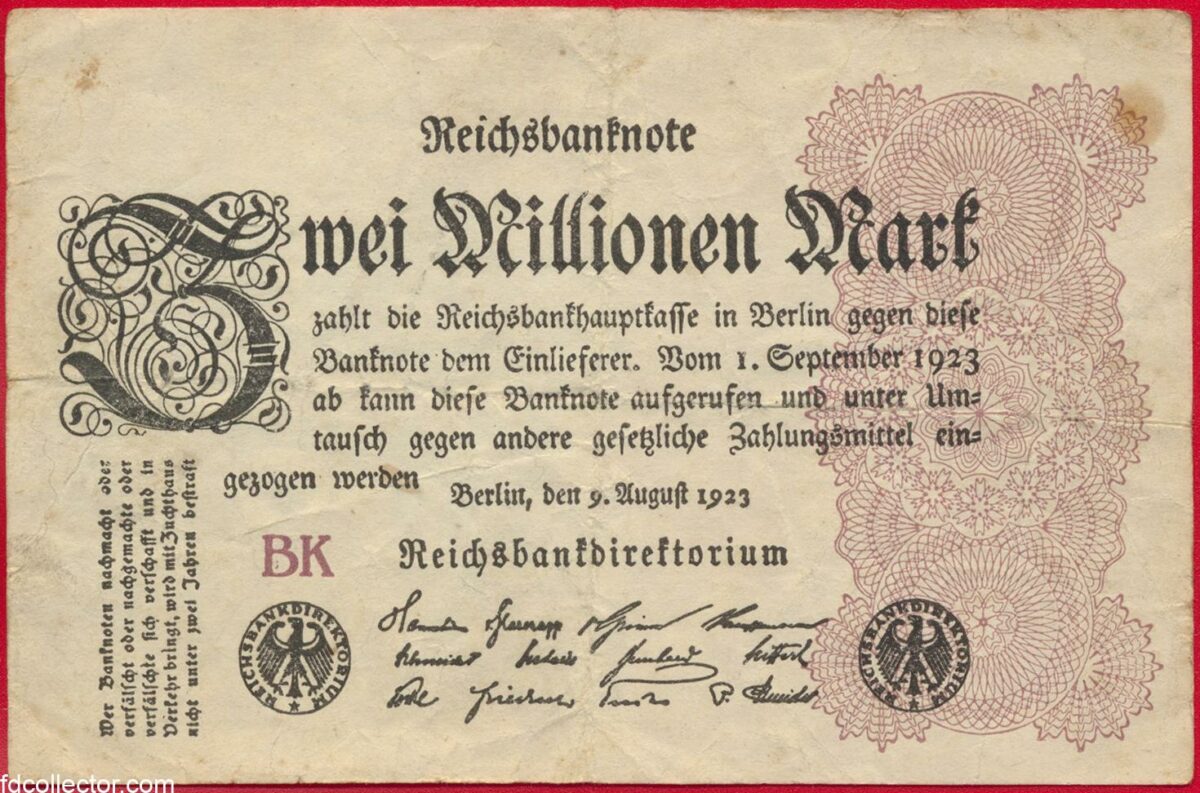 Reichsbanknote
Zwei Millionen Mark
zahlt die Reichsbankhauptkasse in Berlin gegen diese
Banknote dem Einlieferer. Vom 1. September 1923
ab kann diese Banknote aufgerufen und unter Um=
tausch gegen andere gesetzliche Zahlungsmittel ein=
gezogen werden
Berlin, den 9. August 1923
BK
Reichsbankdirektorium
Wer Banknoten nachmacht oder
verfälscht oder nachgemachte oder
verfälschte sich verschafft und in
Verkehr bringt, wird mit Zuchthaus
nicht unter zwei Jahren bestraft
REICHSBANKDIREKTORIUM
REICHSBANKDIREKTORIUM
fdcollector.com